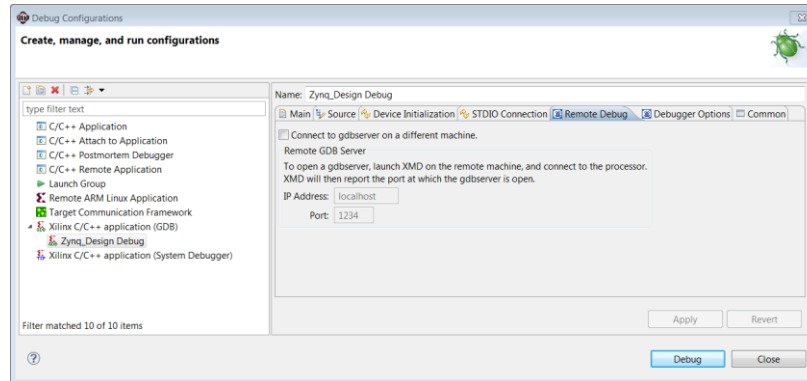 Debug Configurations
Create, manage, and run configurations
type filter text
C/C++ Application
C/C++ Attach to Application
C/C++ Postmortem Debugger
C/C++ Remote Application
Launch Group
Remote ARM Linux Application
Target Communication Framework
Xilinx C/C++ application (GDB)
Zynq_Design Debug
Xilinx C/C++ application (System Debugger)
Filter matched 10 of 10 items
Name: Zynq_Design Debug
Main Source Device Initialization STDIO Connection Remote Debug Debugger Options Common
Connect to gdbserver on a different machine.
Remote GDB Server
To open a gdbserver, launch XMD on the remote machine, and connect to the processor.
XMD will then report the port at which the gdbserver is open.
IP Address: localhost
Port: 1234
Apply Revert
? Debug Close